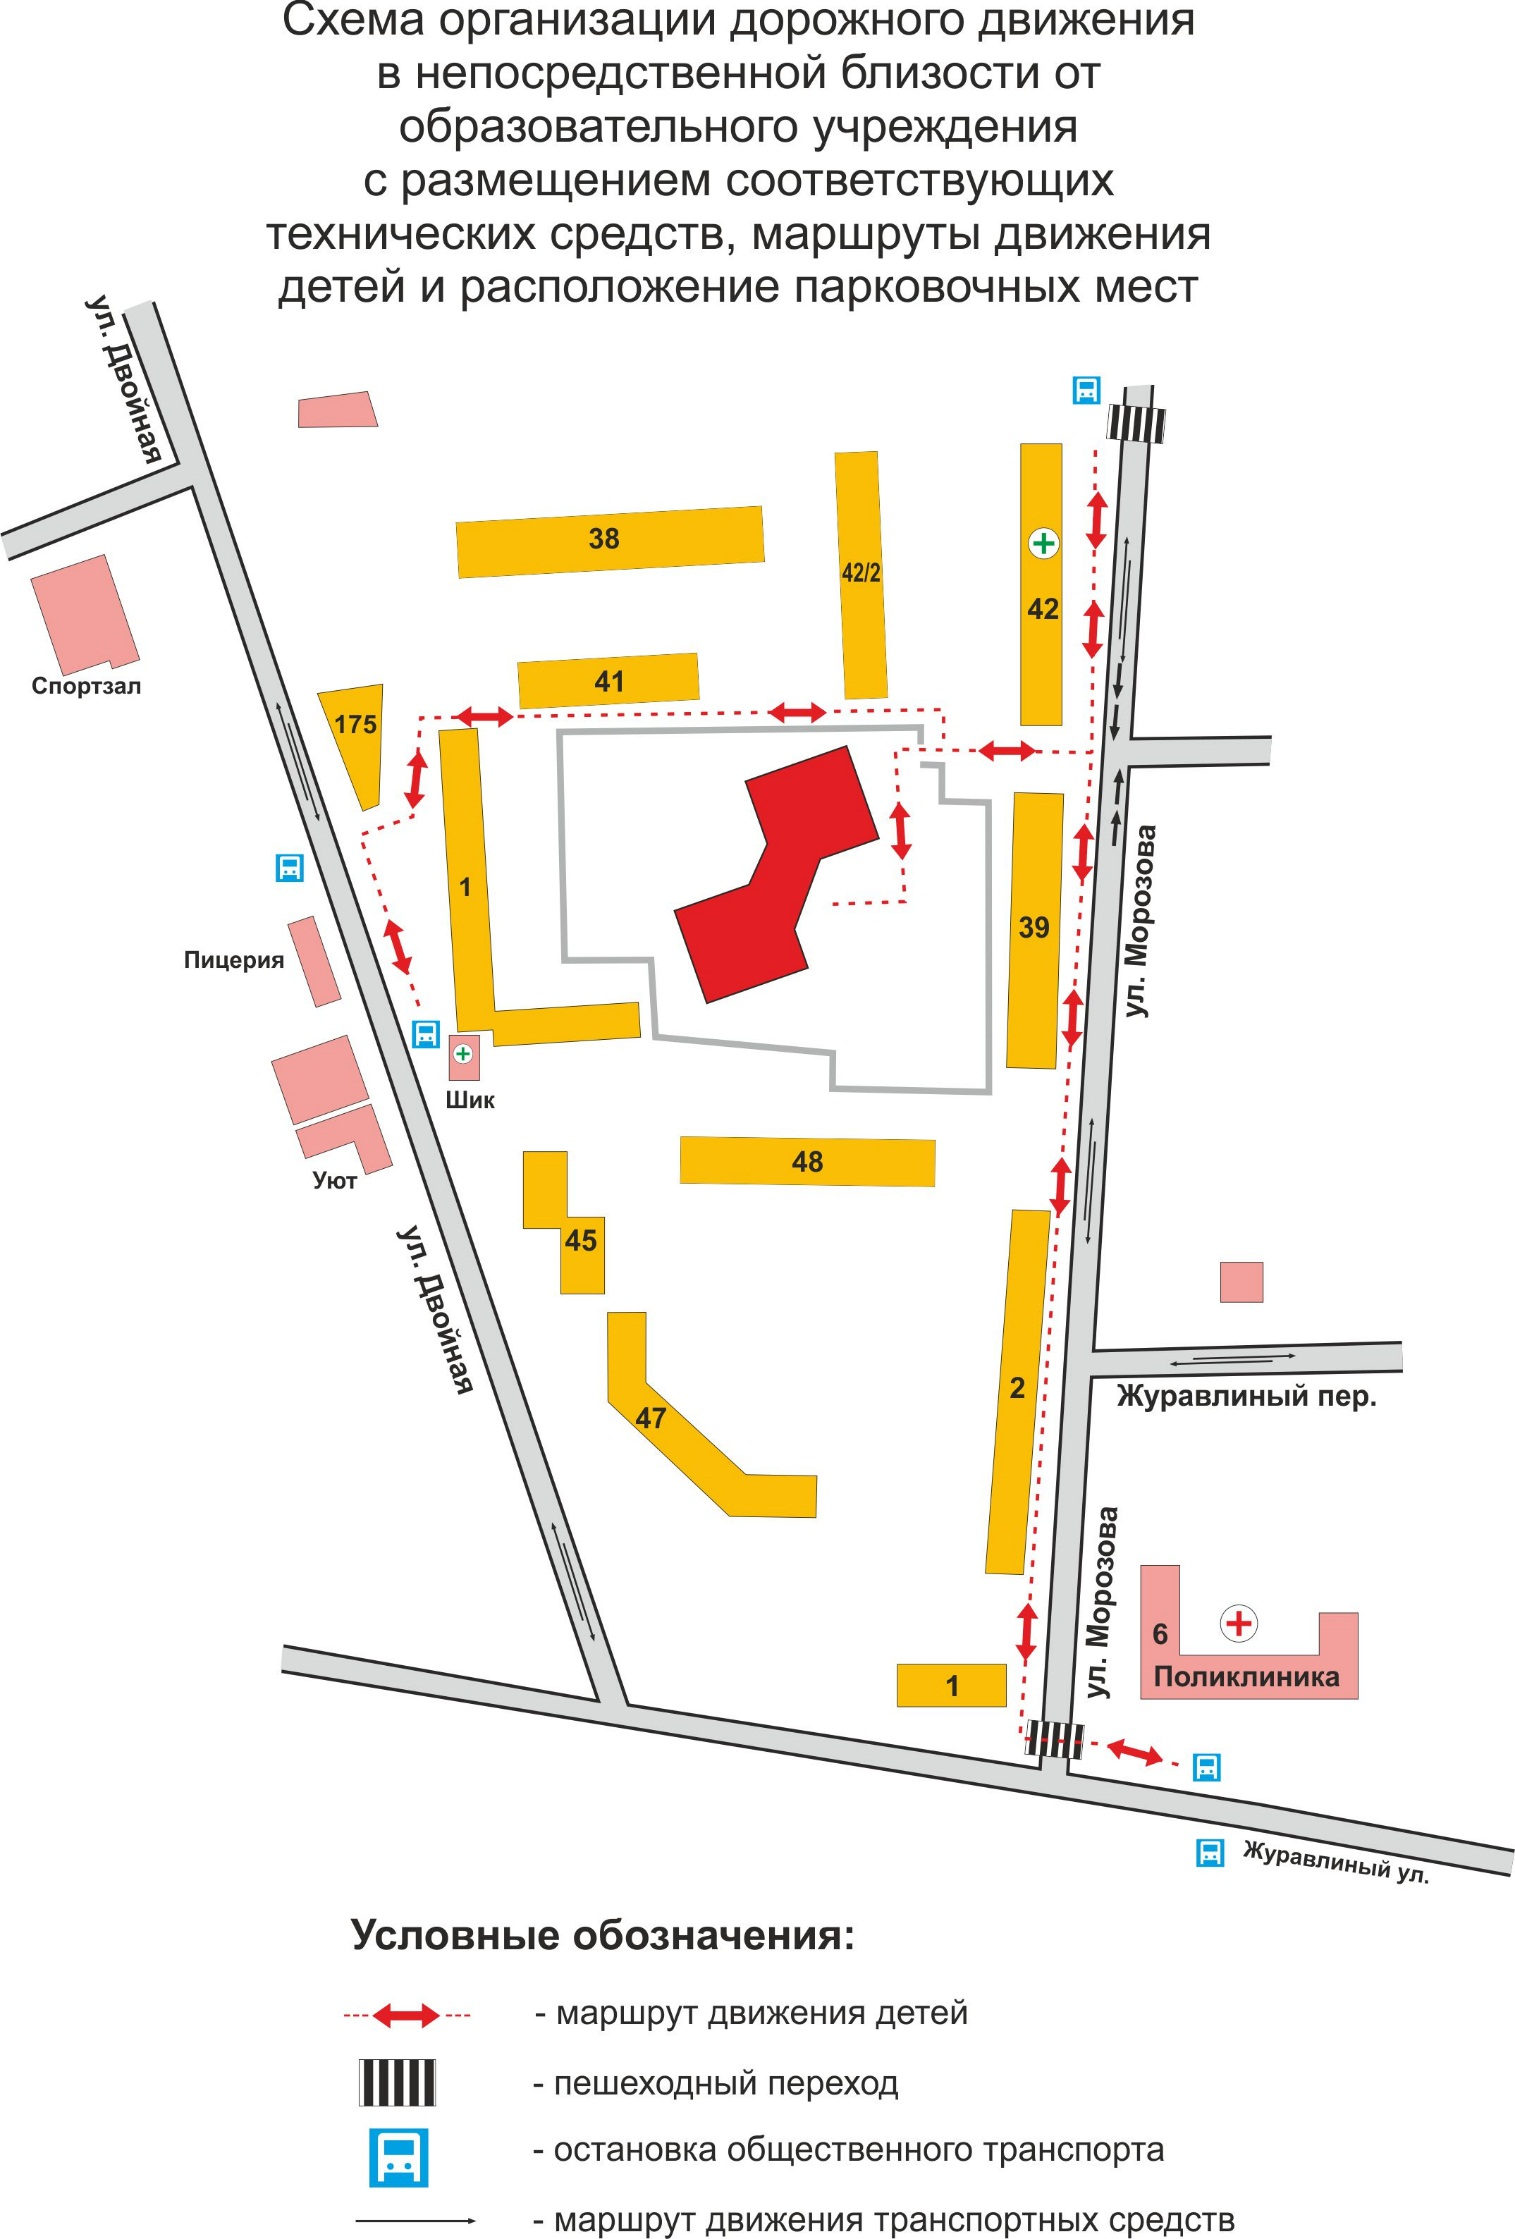 Схема организации дорожного движения
в непосредственной близости от
образовательного учреждения
с размещением соответствующих
технических средств, маршруты движения
детей и расположение парковочных мест
ул. Двойная
38
42/2
42
41
175
Спортзал
1
39
ул. Морозова
Пицерия
Шик
Уют
48
45
ул. Двойная
2
Журавлиный пер.
47
ул. Морозова
6
Поликлиника
1
Журавлиный ул.
Условные обозначения:
- маршрут движения детей
- пешеходный переход
- остановка общественного транспорта
- маршрут движения транспортных средств